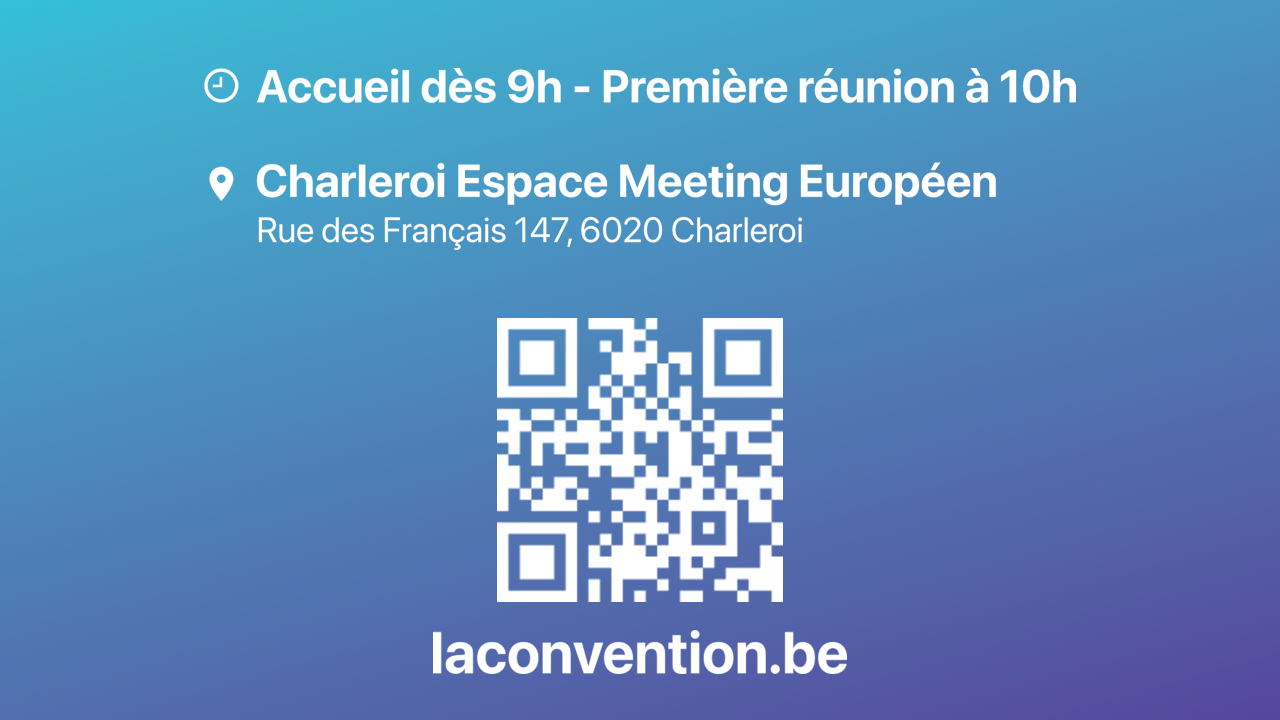 Accueil dès 9h - Première réunion à 10h
Charleroi Espace Meeting Européen
Rue des Français 147, 6020 Charleroi
laconvention.be